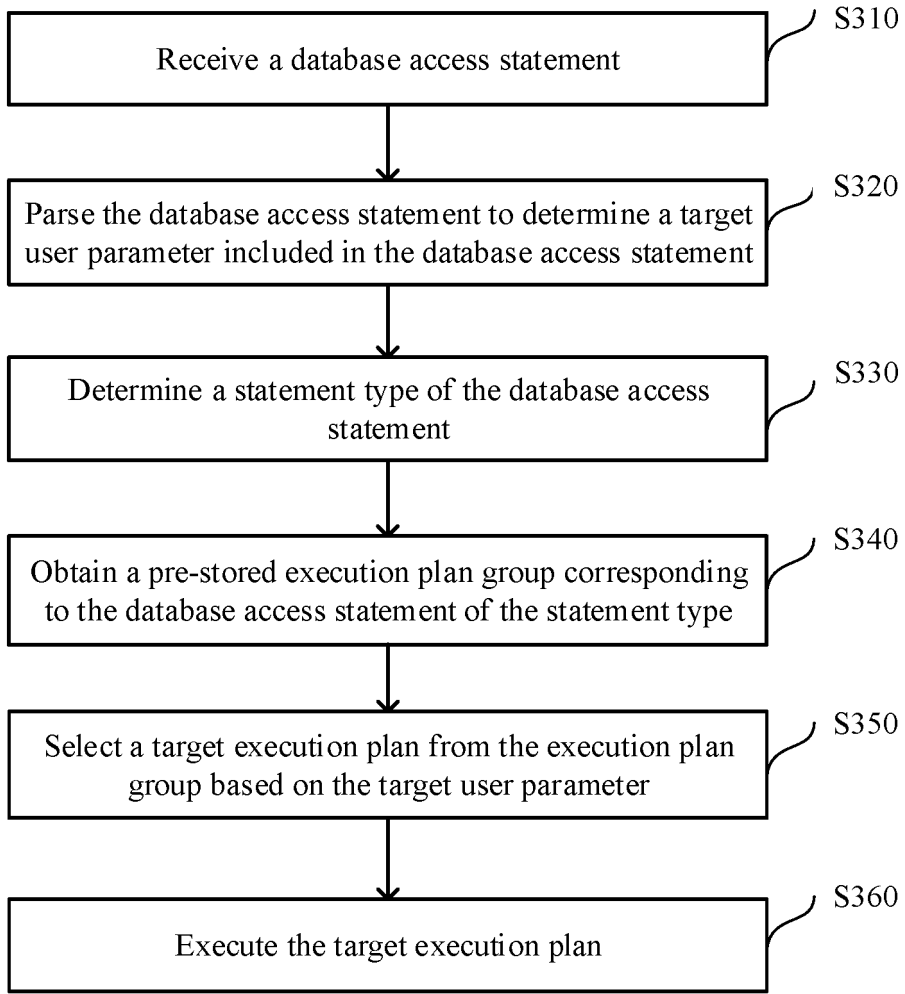 S310
Receive a database access statement
S320
Parse the database access statement to determine a target
user parameter included in the database access statement
S330
Determine a statement type of the database access
statement
S340
Obtain a pre-stored execution plan group corresponding
to the database access statement of the statement type
S350
Select a target execution plan from the execution plan
group based on the target user parameter
S360
Execute the target execution plan